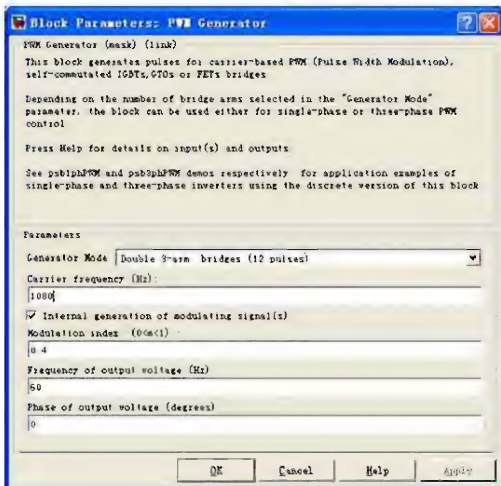 Block Parameters: PWM Generator
PWM Generator (mask) (link)
This block generates pulses for carrier-based PWM (Pulse Width Modulation),
self-commutated IGBTs,GTOs or FETs bridges
Depending on the number of bridge arms selected in the "Generator Mode"
parameter, the block can be used either for single-phase or three-phase PWM
control
Press Help for details on input(s) and outputs
See psb1phPWM and psb3phPWM demos respectively for application examples of
single-phase and three-phase inverters using the discrete version of this block
Parameters
Generator Mode Double 3-arm bridges (12 pulses)
Carrier frequency (Hz):
1080
Internal generation of modulating signal(s)
Modulation index (0<m<1)
0.4
Frequency of output voltage (Hz)
60
Phase of output voltage (degrees)
0
OK Cancel Help Apply